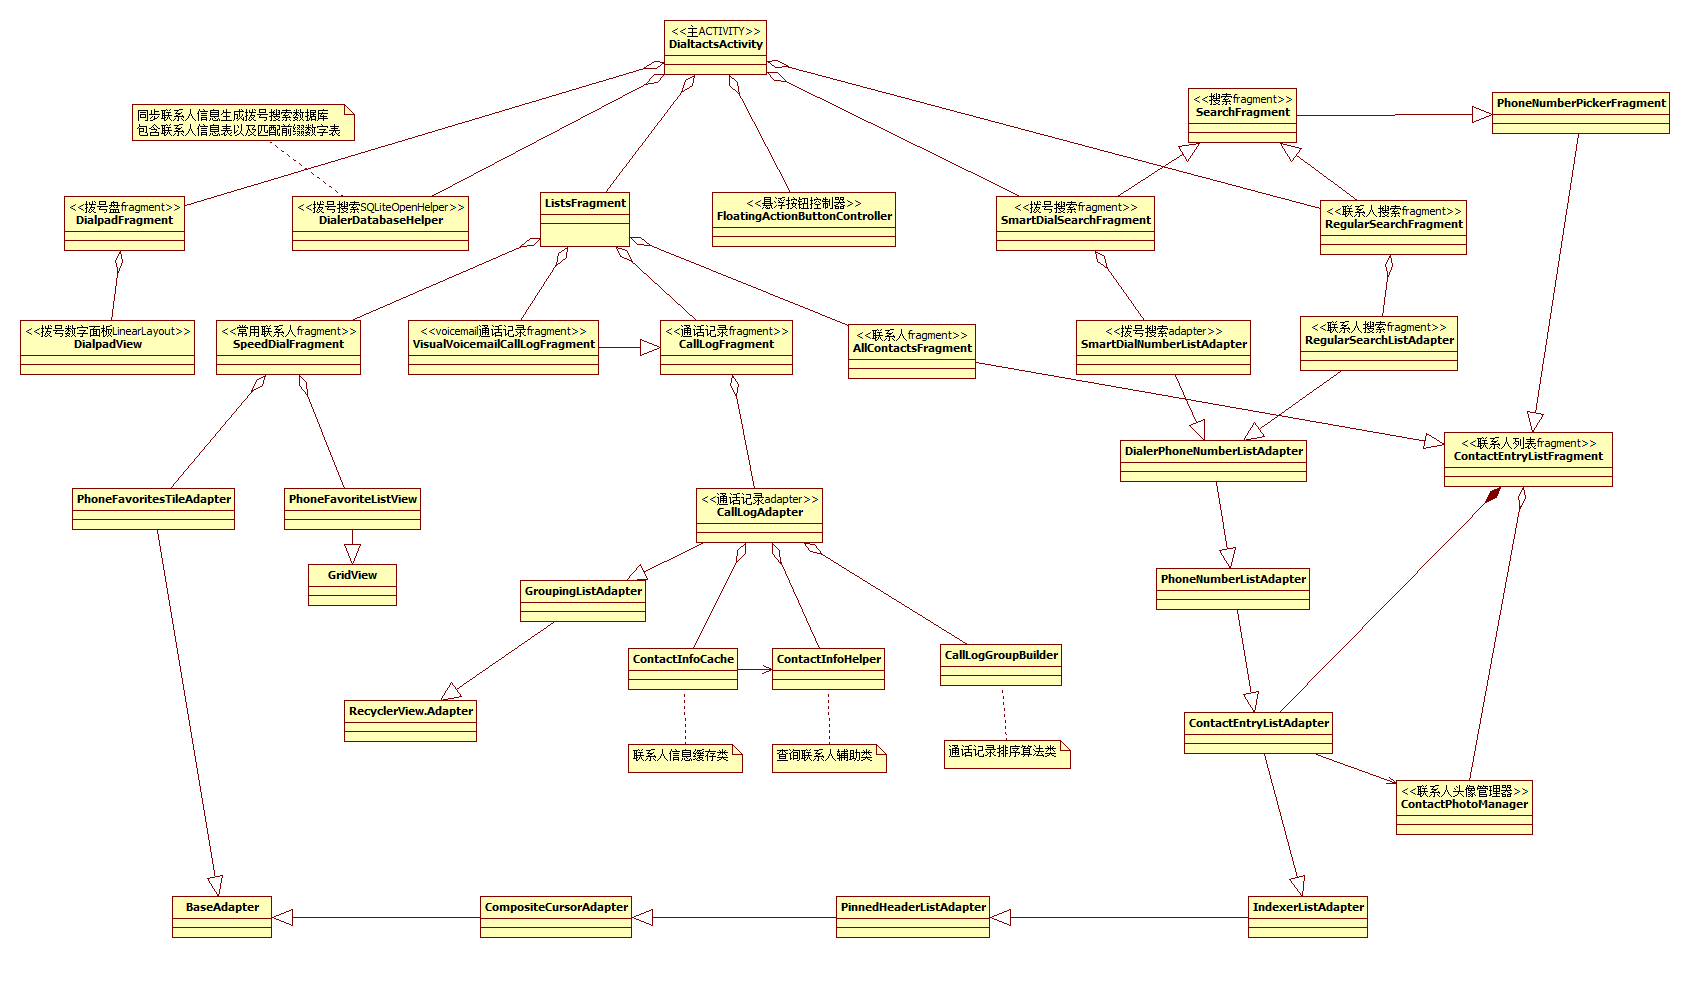 <<主ACTIVITY>>
DialtactsActivity
<<搜索fragment>>
SearchFragment
PhoneNumberPickerFragment
同步联系人信息生成拨号搜索数据库
包含联系人信息表以及匹配前缀数字表
<<拨号盘fragment>>
DialpadFragment
<<拨号搜索SQLiteOpenHelper>>
DialerDatabaseHelper
ListsFragment
<<悬浮按钮控制器>>
FloatingActionButtonController
<<拨号搜索fragment>>
SmartDialSearchFragment
<<联系人搜索fragment>>
RegularSearchFragment
<<拨号数字面板LinearLayout>>
DialpadView
<<常用联系人fragment>>
SpeedDialFragment
<<voicemail通话记录fragment>>
VisualVoicemailCallLogFragment
<<通话记录fragment>>
CallLogFragment
<<联系人fragment>>
AllContactsFragment
<<拨号搜索adapter>>
SmartDialNumberListAdapter
<<联系人搜索fragment>>
RegularSearchListAdapter
DialerPhoneNumberListAdapter
<<联系人列表fragment>>
ContactEntryListFragment
PhoneFavoritesTileAdapter
PhoneFavoriteListView
<<通话记录adapter>>
CallLogAdapter
GridView
GroupingListAdapter
PhoneNumberListAdapter
ContactInfoCache
ContactInfoHelper
CallLogGroupBuilder
RecyclerView.Adapter
ContactEntryListAdapter
联系人信息缓存类
查询联系人辅助类
通话记录排序算法类
<<联系人头像管理器>>
ContactPhotoManager
BaseAdapter
CompositeCursorAdapter
PinnedHeaderListAdapter
IndexerListAdapter